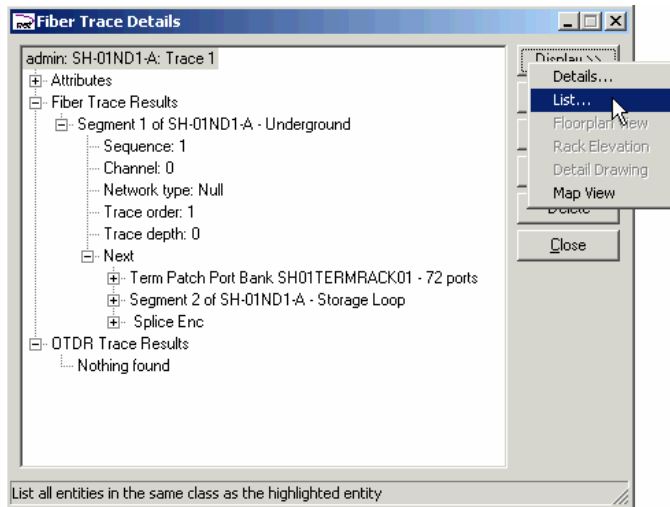 Fiber Trace Details
admin: SH-01ND1-A: Trace 1
Attributes
Fiber Trace Results
Segment 1 of SH-01ND1-A - Underground
Sequence: 1
Channel: 0
Network type: Null
Trace order: 1
Trace depth: 0
Next
Term Patch Port Bank SH01TERMRACK01 - 72 ports
Segment 2 of SH-01ND1-A - Storage Loop
Splice Enc
OTDR Trace Results
Nothing found
Display >>
Details...
List...
Floorplan View
Rack Elevation
Detail Drawing
Map View
Delete
Close
List all entities in the same class as the highlighted entity